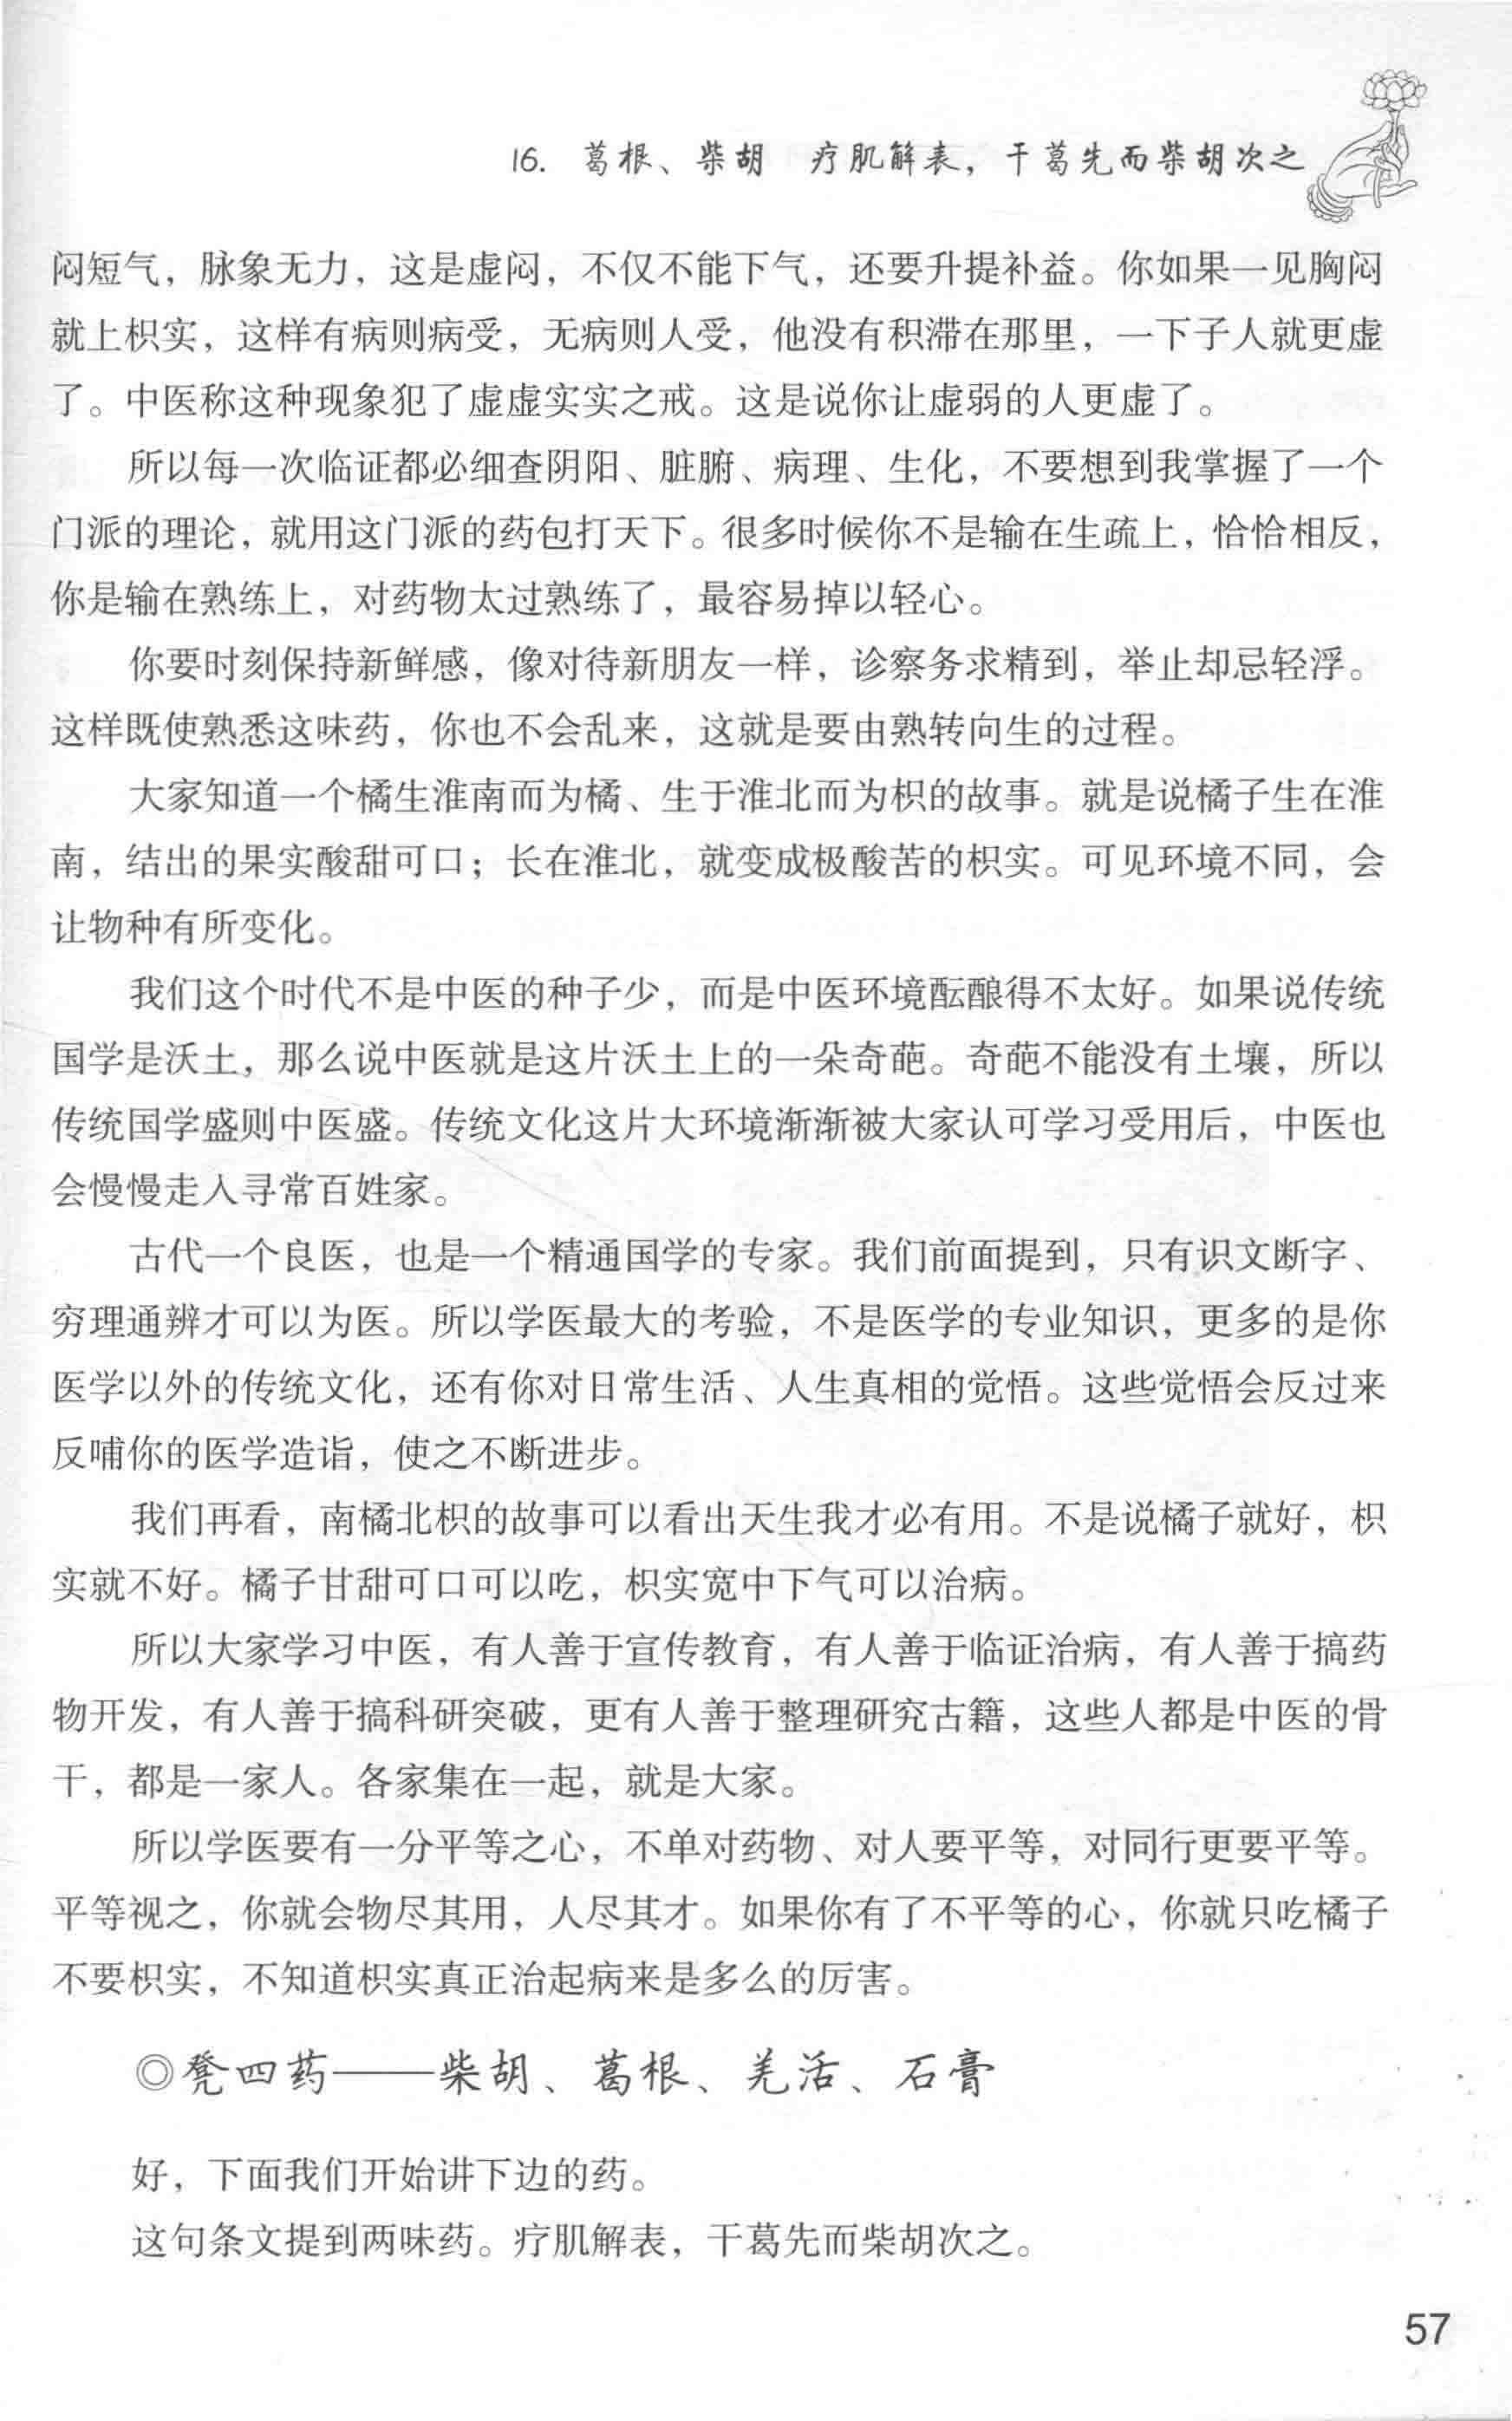 16. 葛根、柴胡 疗肌解表，干葛先而柴胡次之
闷短气，脉象无力，这是虚闷，不仅不能下气，还要升提补益。你如果一见胸闷
就上枳实，这样有病则病受，无病则人受，他没有积滞在那里，一下子人就更虚
了。中医称这种现象犯了虚虚实实之戒。这是说你让虚弱的人更虚了。
所以每一次临证都必细查阴阳、脏腑、病理、生化，不要想到我掌握了一个
门派的理论，就用这门派的药包打天下。很多时候你不是输在生疏上，恰恰相反，
你是输在熟练上，对药物太过熟练了，最容易掉以轻心。
你要时刻保持新鲜感，像对待新朋友一样，诊察务求精到，举止却忌轻浮。
这样既使熟悉这味药，你也不会乱来，这就是要由熟转向生的过程。
大家知道一个橘生淮南而为橘、生于淮北而为枳的故事。就是说橘子生在淮
南，结出的果实酸甜可口；长在淮北，就变成极酸苦的枳实。可见环境不同，会
让物种有所变化。
我们这个时代不是中医的种子少，而是中医环境酝酿得不太好。如果说传统
国学是沃土，那么说中医就是这片沃土上的一朵奇葩。奇葩不能没有土壤，所以
传统国学盛则中医盛。传统文化这片大环境渐渐被大家认可学习受用后，中医也
会慢慢走入寻常百姓家。
古代一个良医，也是一个精通国学的专家。我们前面提到，只有识文断字、
穷理通辨才可以为医。所以学医最大的考验，不是医学的专业知识，更多的是你
医学以外的传统文化，还有你对日常生活、人生真相的觉悟。这些觉悟会反过来
反哺你的医学造诣，使之不断进步。
我们再看，南橘北枳的故事可以看出天生我才必有用。不是说橘子就好，枳
实就不好。橘子甘甜可口可以吃，枳实宽中下气可以治病。
所以大家学习中医，有人善于宣传教育，有人善于临证治病，有人善于搞药
物开发，有人善于搞科研突破，更有人善于整理研究古籍，这些人都是中医的骨
干，都是一家人。各家集在一起，就是大家。
所以学医要有一分平等之心，不单对药物、对人要平等，对同行更要平等。
平等视之，你就会物尽其用，人尽其才。如果你有了不平等的心，你就只吃橘子
不要枳实，不知道枳实真正治起病来是多么的厉害。
◎凳四药——柴胡、葛根、羌活、石膏
好，下面我们开始讲下边的药。
这句条文提到两味药。疗肌解表，干葛先而柴胡次之。
57